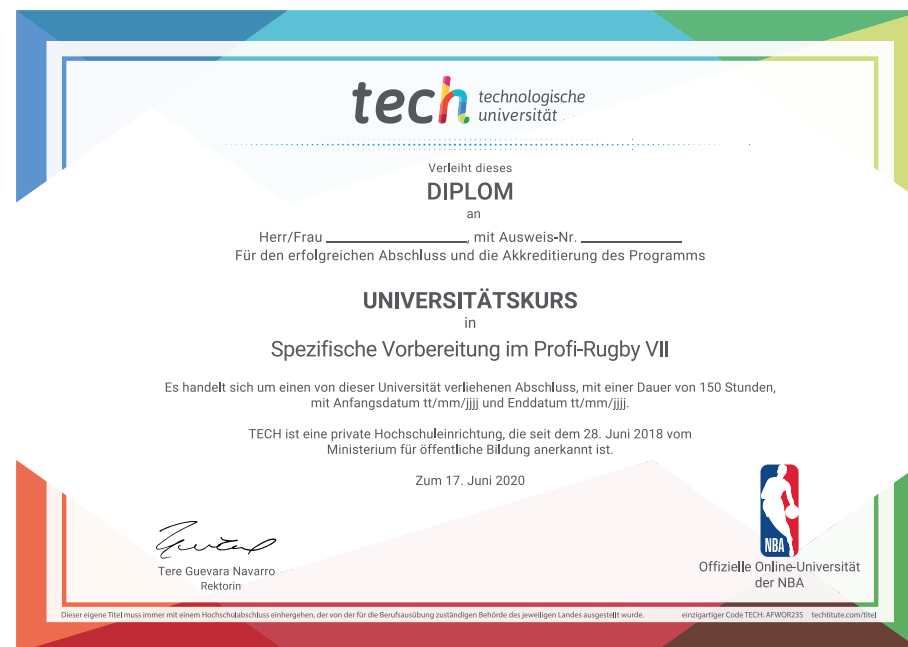 tech technologische
universität
Verleiht dieses
DIPLOM
an
Herr/Frau ____________________, mit Ausweis-Nr. ______________
Für den erfolgreichen Abschluss und die Akkreditierung des Programms
UNIVERSITÄTSKURS
in
Spezifische Vorbereitung im Profi-Rugby VII
Es handelt sich um einen von dieser Universität verliehenen Abschluss, mit einer Dauer von 150 Stunden,
mit Anfangsdatum tt/mm/jjjj und Enddatum tt/mm/jjjj.
TECH ist eine private Hochschuleinrichtung, die seit dem 28. Juni 2018 vom
Ministerium für öffentliche Bildung anerkannt ist.
Zum 17. Juni 2020
NBA
Tere Guevara Navarro
Rektorin
Offizielle Online-Universität
der NBA
Dieser eigene Titel muss immer mit einem Hochschulabschluss einhergehen, der von der für die Berufsausübung zuständigen Behörde des jeweiligen Landes ausgestellt wurde. einzigartiger Code TECH: AFWOR235 techtitute.com/titel